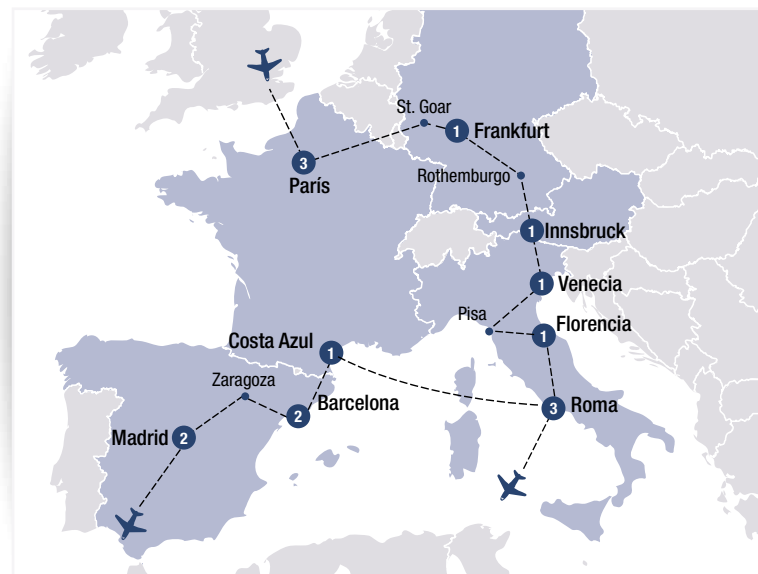 St. Goar
1
Frankfurt
3
París
Rothemburgo
1
Innsbruck
1
Venecia
Pisa
Florencia
1
Costa Azul
1
Zaragoza
2
Barcelona
3
Roma
Madrid
2